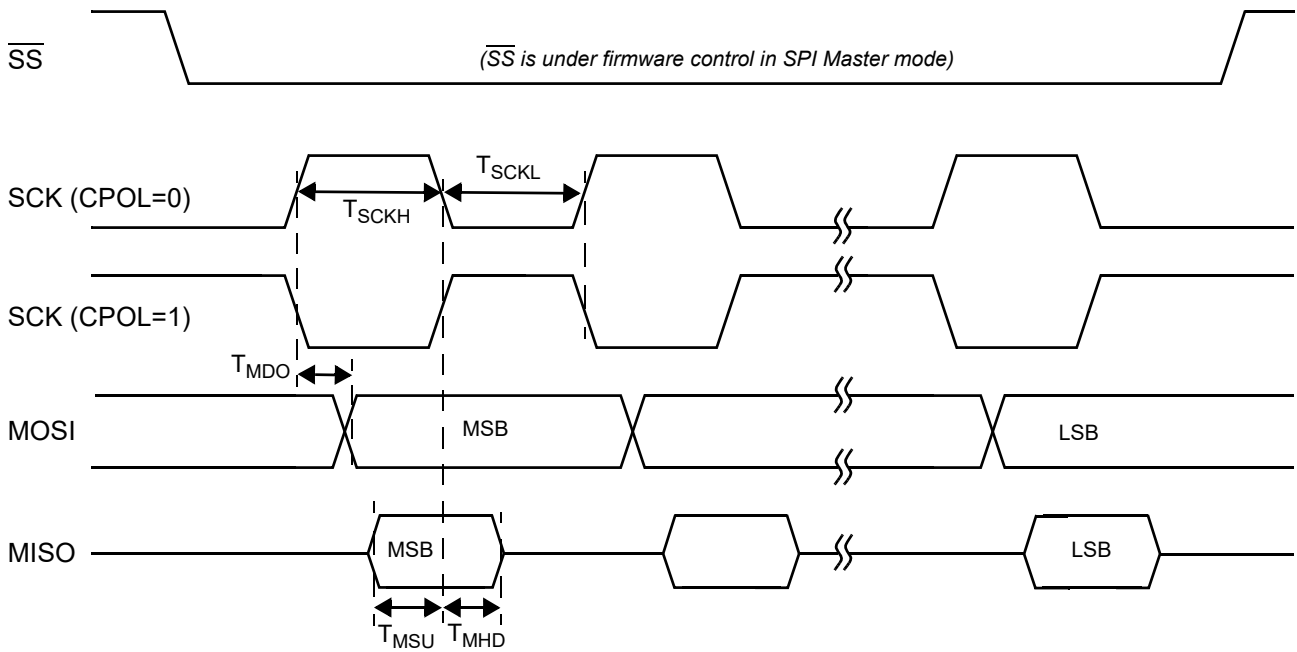 SS
(SS is under firmware control in SPI Master mode)
SCK (CPOL=0)
TSCKH
TSCKL
SCK (CPOL=1)
TMDO
MOSI
MSB
LSB
MISO
MSB
LSB
TMSU
TMHD